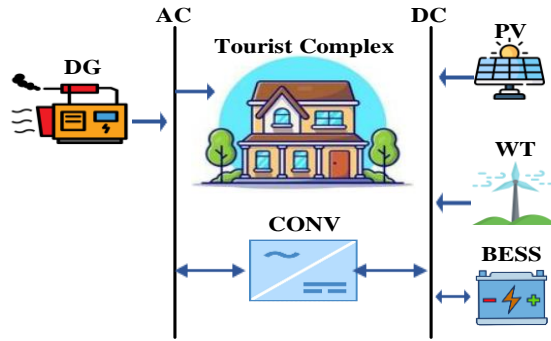 AC
DC
PV
Tourist Complex
DG
WT
CONV
BESS